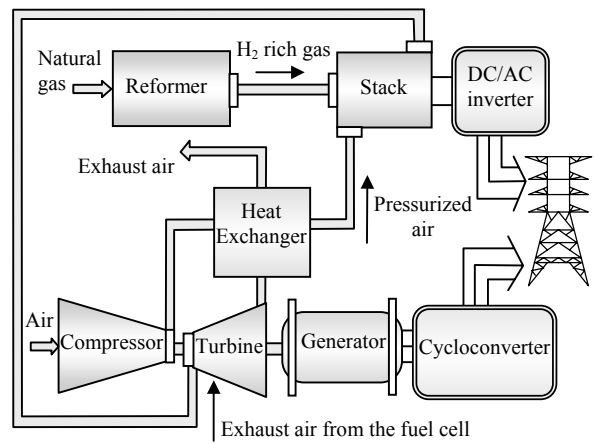 Natural
gas
Reformer
H₂ rich gas
Stack
DC/AC
inverter
Exhaust air
Heat
Exchanger
Pressurized
air
Air
Compressor
Turbine
Generator
Cycloconverter
Exhaust air from the fuel cell